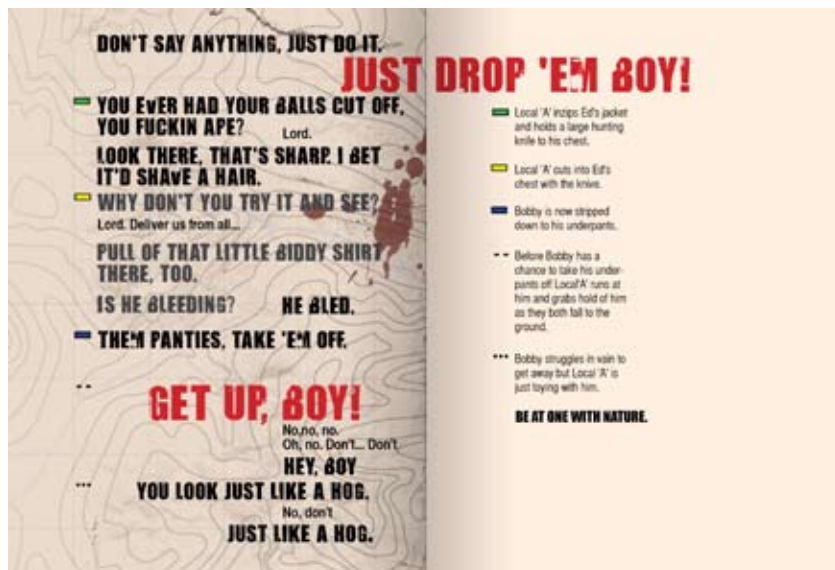 DON'T SAY ANYTHING, JUST DO IT.
JUST DROP 'EM BOY!
YOU EVER HAD YOUR BALLS CUT OFF,
YOU FUCKIN APE?
Lord.
LOOK THERE, THAT'S SHARP. I BET
IT'D SHAVE A HAIR.
WHY DON'T YOU TRY IT AND SEE?
Lord. Deliver us from all...
PULL OF THAT LITTLE BIDDY SHIRT
THERE, TOO.
IS HE BLEEDING? HE BLED.
THEM PANTIES, TAKE 'EM OFF.
GET UP, BOY!
No,no, no.
Oh, no. Don't... Don't.
HEY, BOY
YOU LOOK JUST LIKE A HOG.
No, don't
JUST LIKE A HOG.
Local 'A' inzips Ed's jacket
and holds a large hunting
knife to his chest.
Local 'A' cuts into Ed's
chest with the knive.
Bobby is now stripped
down to his underpants.
Before Bobby has a
chance to take his under-
pants off Local'A' runs at
him and grabs hold of him
as they both fall to the
ground.
Bobby struggles in vain to
get away but Local 'A' is
just toying with him.
BE AT ONE WITH NATURE.